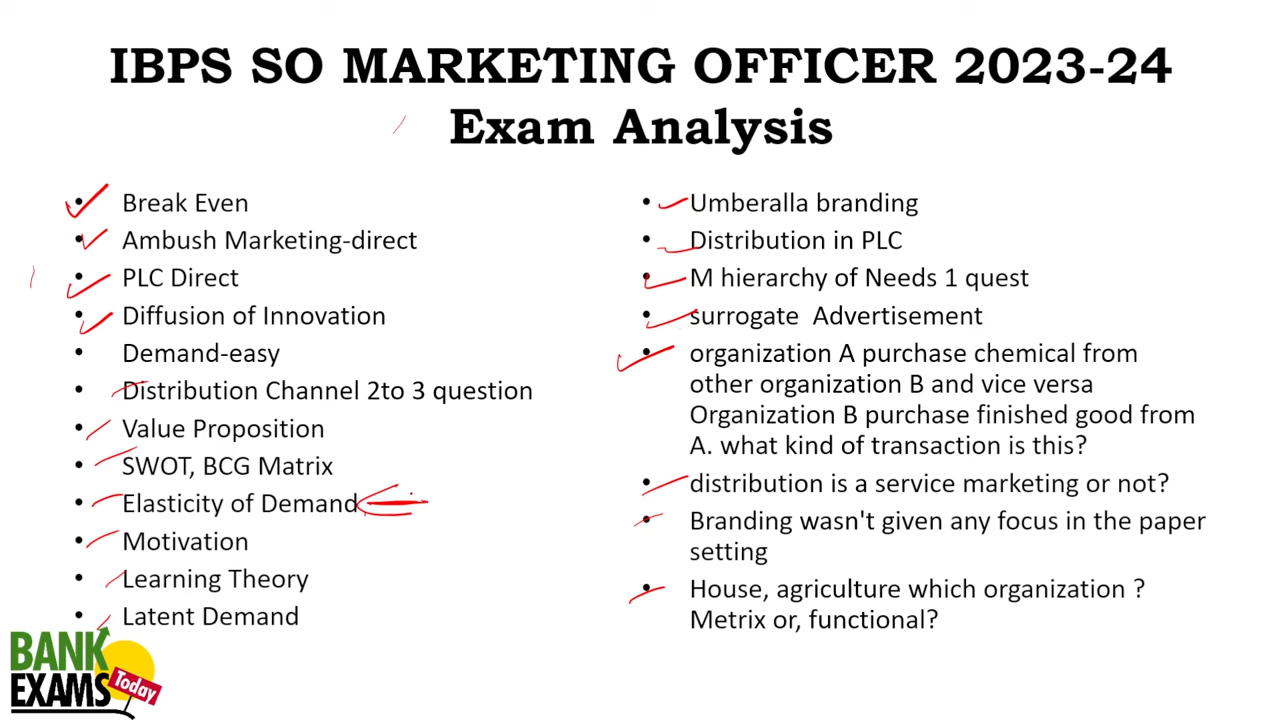 IBPS SO MARKETING OFFICER 2023-24
Exam Analysis
• Break Even
• Ambush Marketing-direct
• PLC Direct
• Diffusion of Innovation
• Demand-easy
• Distribution Channel 2to 3 question
• Value Proposition
• SWOT, BCG Matrix
• Elasticity of Demand
• Motivation
• Learning Theory
• Latent Demand
• Umberalla branding
• Distribution in PLC
• M hierarchy of Needs 1 quest
• surrogate Advertisement
• organization A purchase chemical from
other organization B and vice versa
Organization B purchase finished good from
A. what kind of transaction is this?
• distribution is a service marketing or not?
• Branding wasn't given any focus in the paper
setting
• House, agriculture which organization ?
Metrix or, functional?
BANK
EXAMS
Today